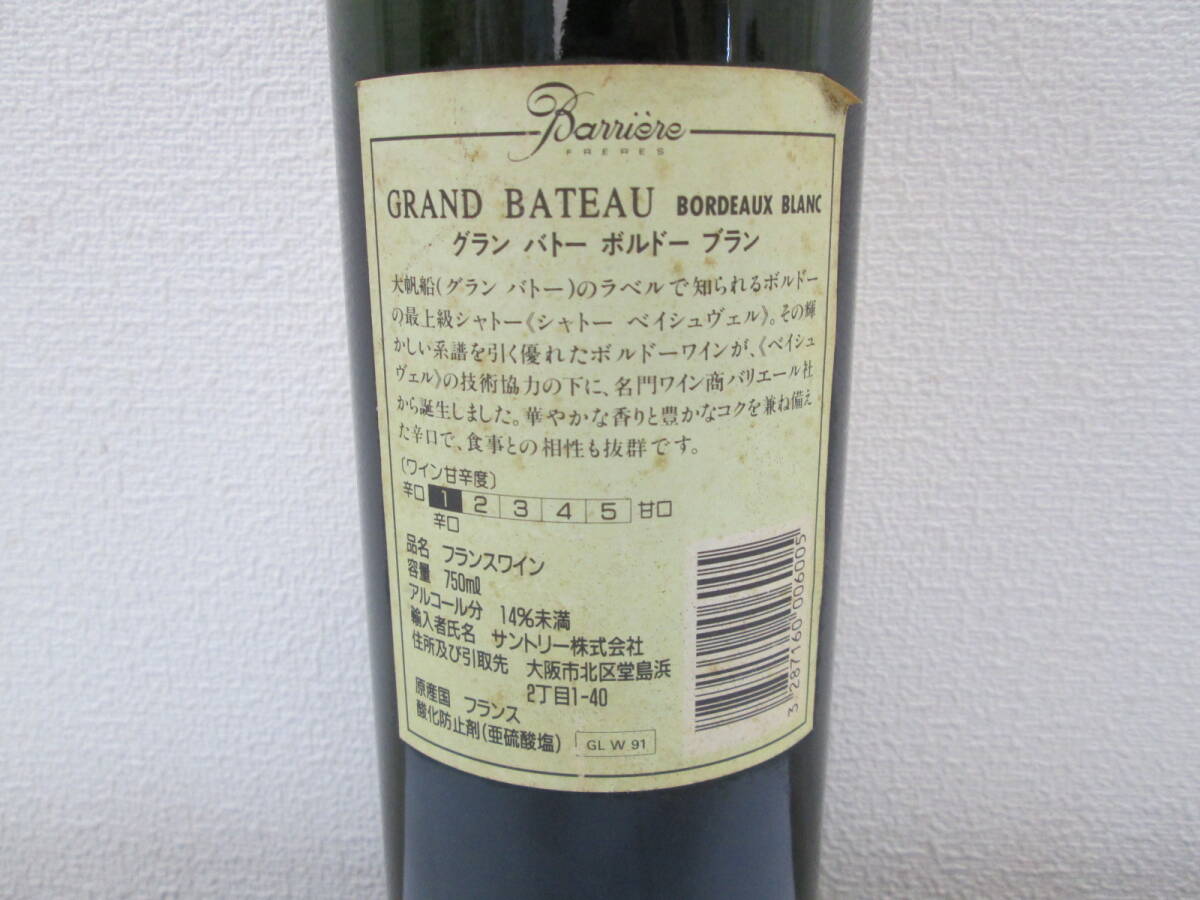 Barrière
FRERES
GRAND BATEAU BORDEAUX BLANC
グラン バトー ボルドー ブラン
大帆船(グラン バトー)のラベルで知られるボルドー
の最上級シャトー《シャトー ベイシュヴェル》。その輝
かしい系譜を引く優れたボルドーワインが、《ベイシュ
ヴェル》の技術協力の下に、名門ワイン商バリエール社
から誕生しました。華やかな香りと豊かなコクを兼ね備え
た辛口で、食事との相性も抜群です。
(ワイン甘辛度)
辛口 1 2 3 4 5 甘口
辛口
品名 フランスワイン
容量 750ml
アルコール分 14%未満
輸入者氏名 サントリー株式会社
住所及び引取先 大阪市北区堂島浜
2丁目1-40
原産国 フランス
酸化防止剤(亜硫酸塩) GL W 91
3 287160 006005